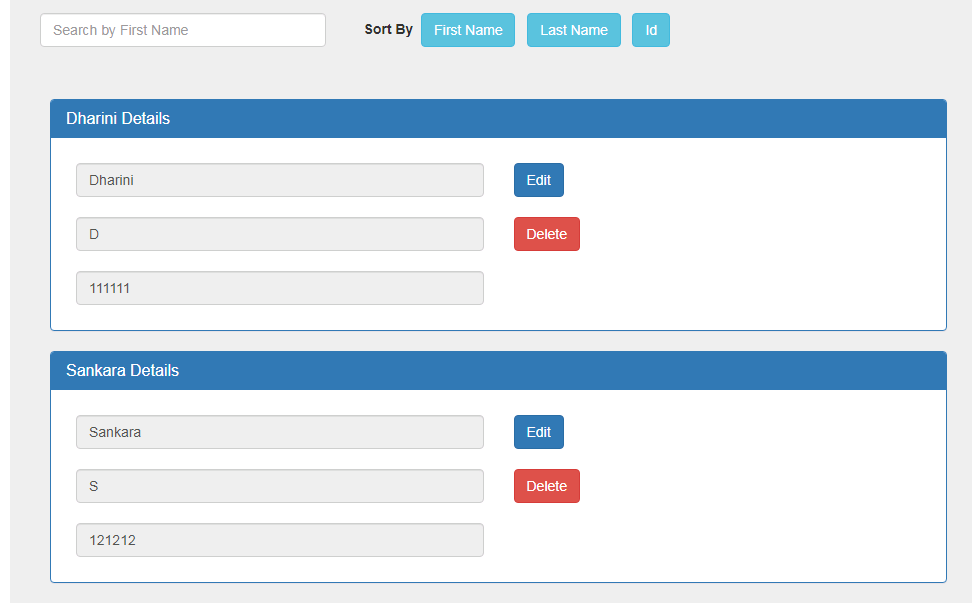 Search by First Name Sort By First Name Last Name Id
Dharini Details
Dharini Edit
D Delete
111111
Sankara Details
Sankara Edit
S Delete
121212